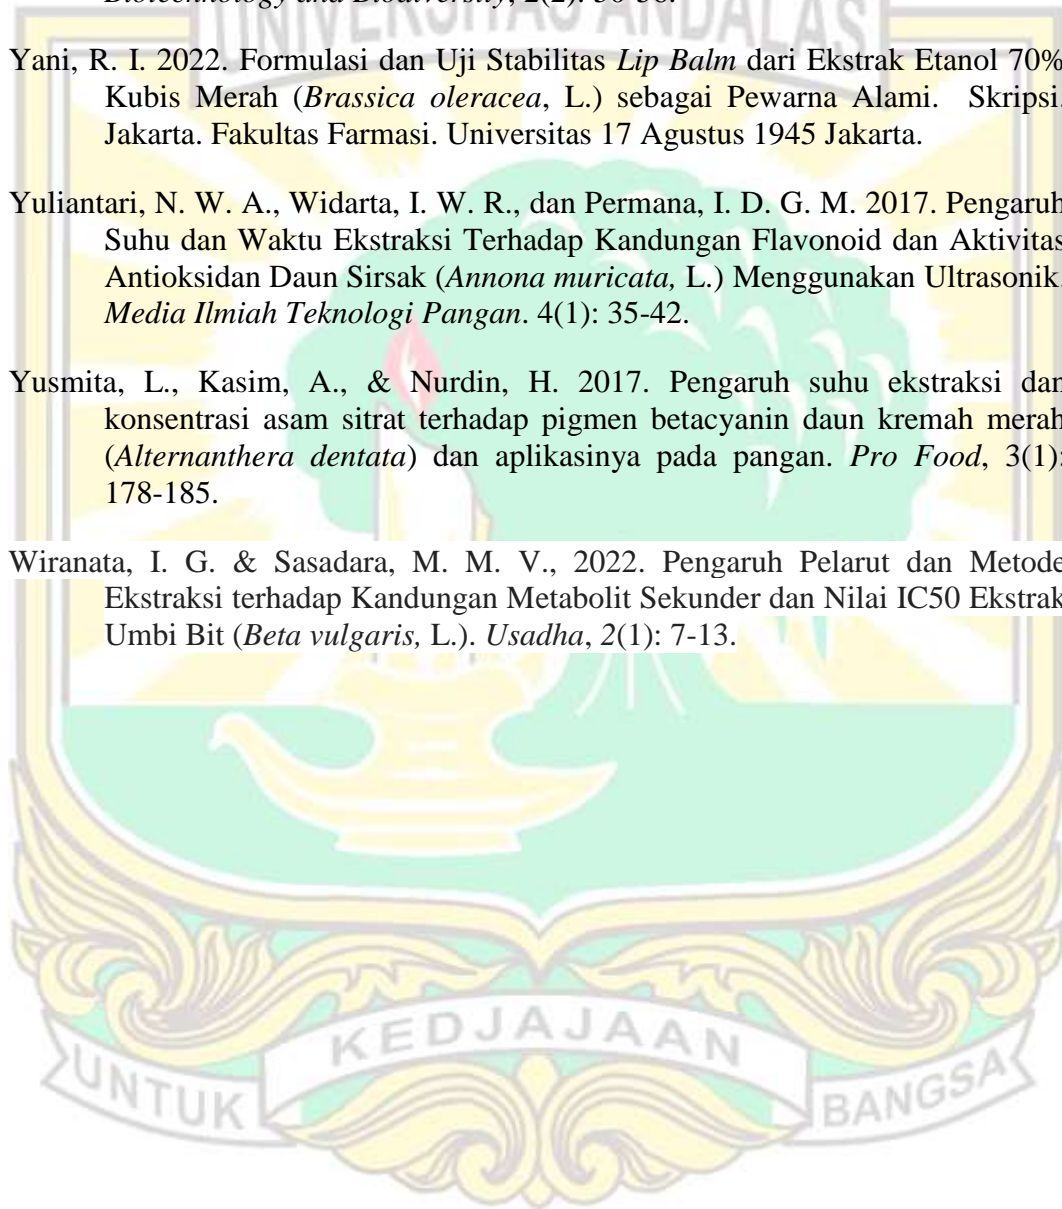 UNIVERSITAS ANDALAS
Biotechnology and Biodiversity, 2(2): 30-38.
Yani, R. I. 2022. Formulasi dan Uji Stabilitas Lip Balm dari Ekstrak Etanol 70%
Kubis Merah (Brassica oleracea, L.) sebagai Pewarna Alami. Skripsi.
Jakarta. Fakultas Farmasi. Universitas 17 Agustus 1945 Jakarta.
Yuliantari, N. W. A., Widarta, I. W. R., dan Permana, I. D. G. M. 2017. Pengaruh
Suhu dan Waktu Ekstraksi Terhadap Kandungan Flavonoid dan Aktivitas
Antioksidan Daun Sirsak (Annona muricata, L.) Menggunakan Ultrasonik.
Media Ilmiah Teknologi Pangan. 4(1): 35-42.
Yusmita, L., Kasim, A., & Nurdin, H. 2017. Pengaruh suhu ekstraksi dan
konsentrasi asam sitrat terhadap pigmen betacyanin daun kremah merah
(Alternanthera dentata) dan aplikasinya pada pangan. Pro Food, 3(1):
178-185.
Wiranata, I. G. & Sasadara, M. M. V., 2022. Pengaruh Pelarut dan Metode
Ekstraksi terhadap Kandungan Metabolit Sekunder dan Nilai IC50 Ekstrak
Umbi Bit (Beta vulgaris, L.). Usadha, 2(1): 7-13.
UNTUK KEDJAJAAN BANGSA